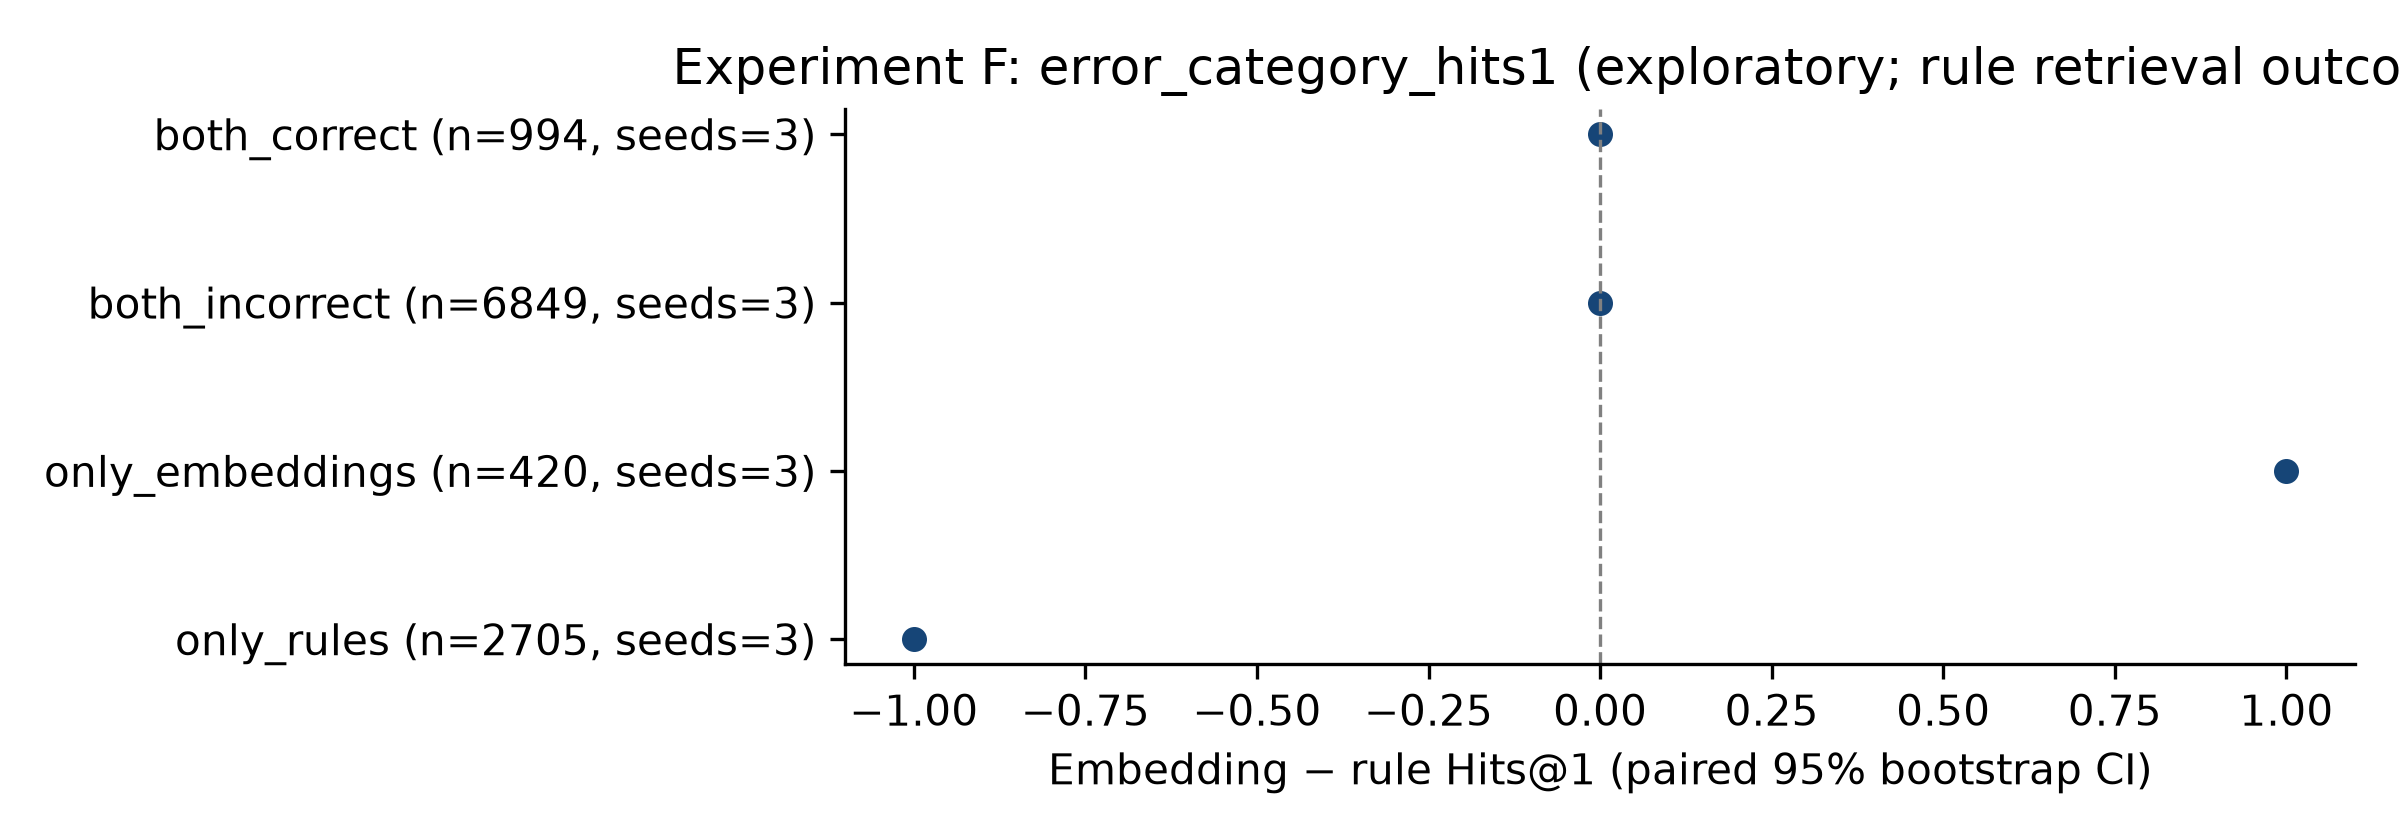 Experiment F: error_category_hits1 (exploratory; rule retrieval outco
both_correct (n=994, seeds=3)
both_incorrect (n=6849, seeds=3)
only_embeddings (n=420, seeds=3)
only_rules (n=2705, seeds=3)
−1.00 −0.75 −0.50 −0.25 0.00 0.25 0.50 0.75 1.00
Embedding − rule Hits@1 (paired 95% bootstrap CI)